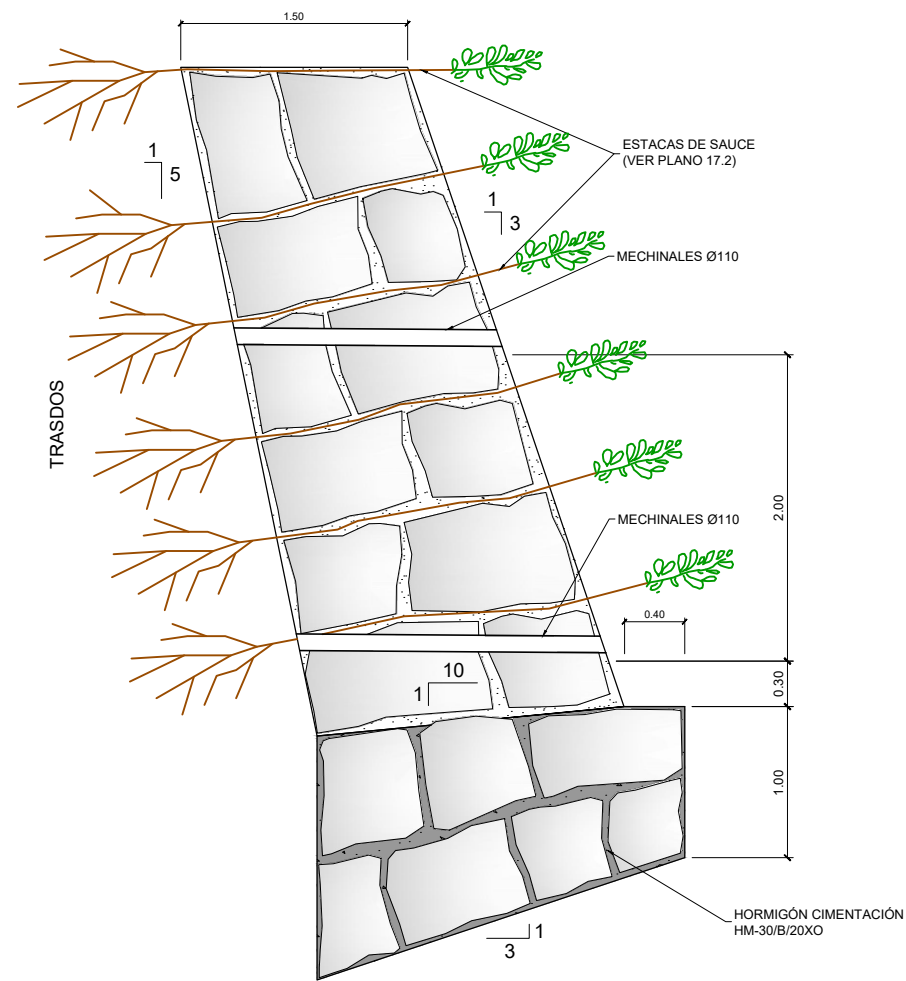 1.50
ESTACAS DE SAUCE
(VER PLANO 17.2)
1
5
1
3
MECHINALES Ø110
TRASDOS
2.00
MECHINALES Ø110
0.40
10
1
0.30
1.00
HORMIGÓN CIMENTACIÓN
HM-30/B/20XO
1
3